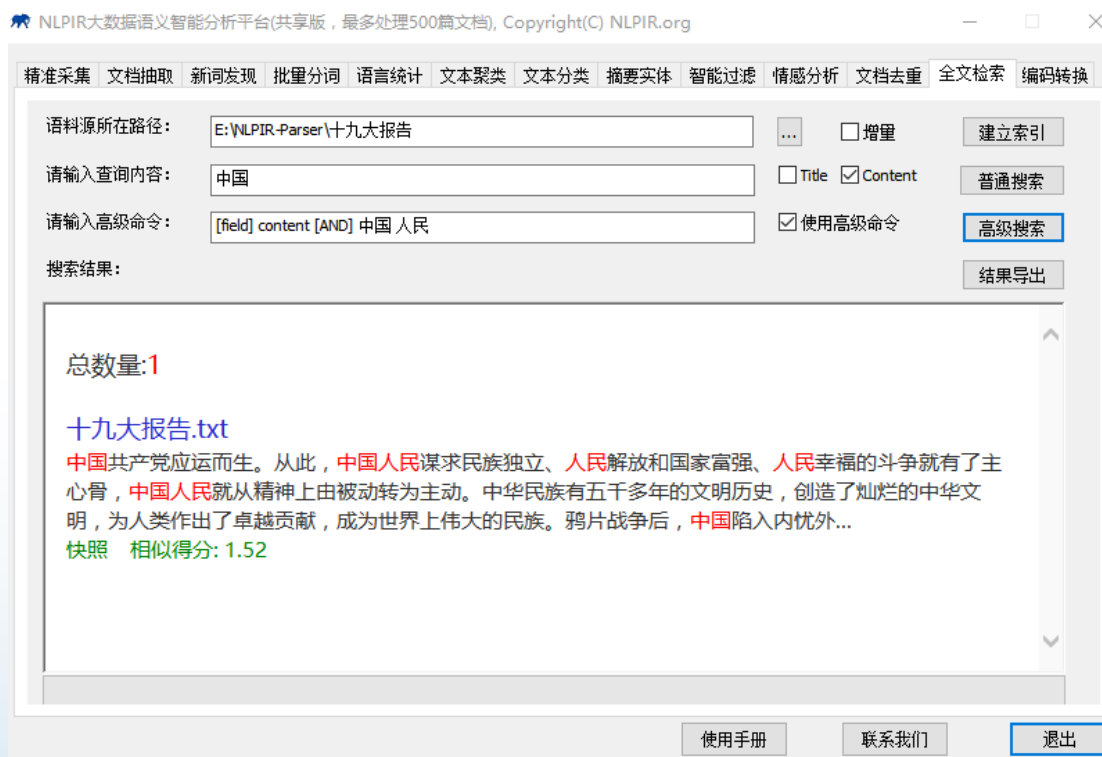 NLPIR大数据语义智能分析平台(共享版，最多处理500篇文档), Copyright(C) NLPIR.org
精准采集 文档抽取 新词发现 批量分词 语言统计 文本聚类 文本分类 摘要实体 智能过滤 情感分析 文档去重 全文检索 编码转换
语料源所在路径: E:\NLPIR-Parser\十九大报告 ... 增量 建立索引
请输入查询内容: 中国 Title Content 普通搜索
请输入高级命令: [field] content [AND] 中国 人民 使用高级命令 高级搜索
搜索结果: 结果导出
总数量:1
十九大报告.txt
中国共产党应运而生。从此，中国人民谋求民族独立、人民解放和国家富强、人民幸福的斗争就有了主
心骨，中国人民就从精神上由被动转为主动。中华民族有五千多年的文明历史，创造了灿烂的中华文
明，为人类作出了卓越贡献，成为世界上伟大的民族。鸦片战争后，中国陷入内忧外...
快照 相似得分: 1.52
使用手册 联系我们 退出